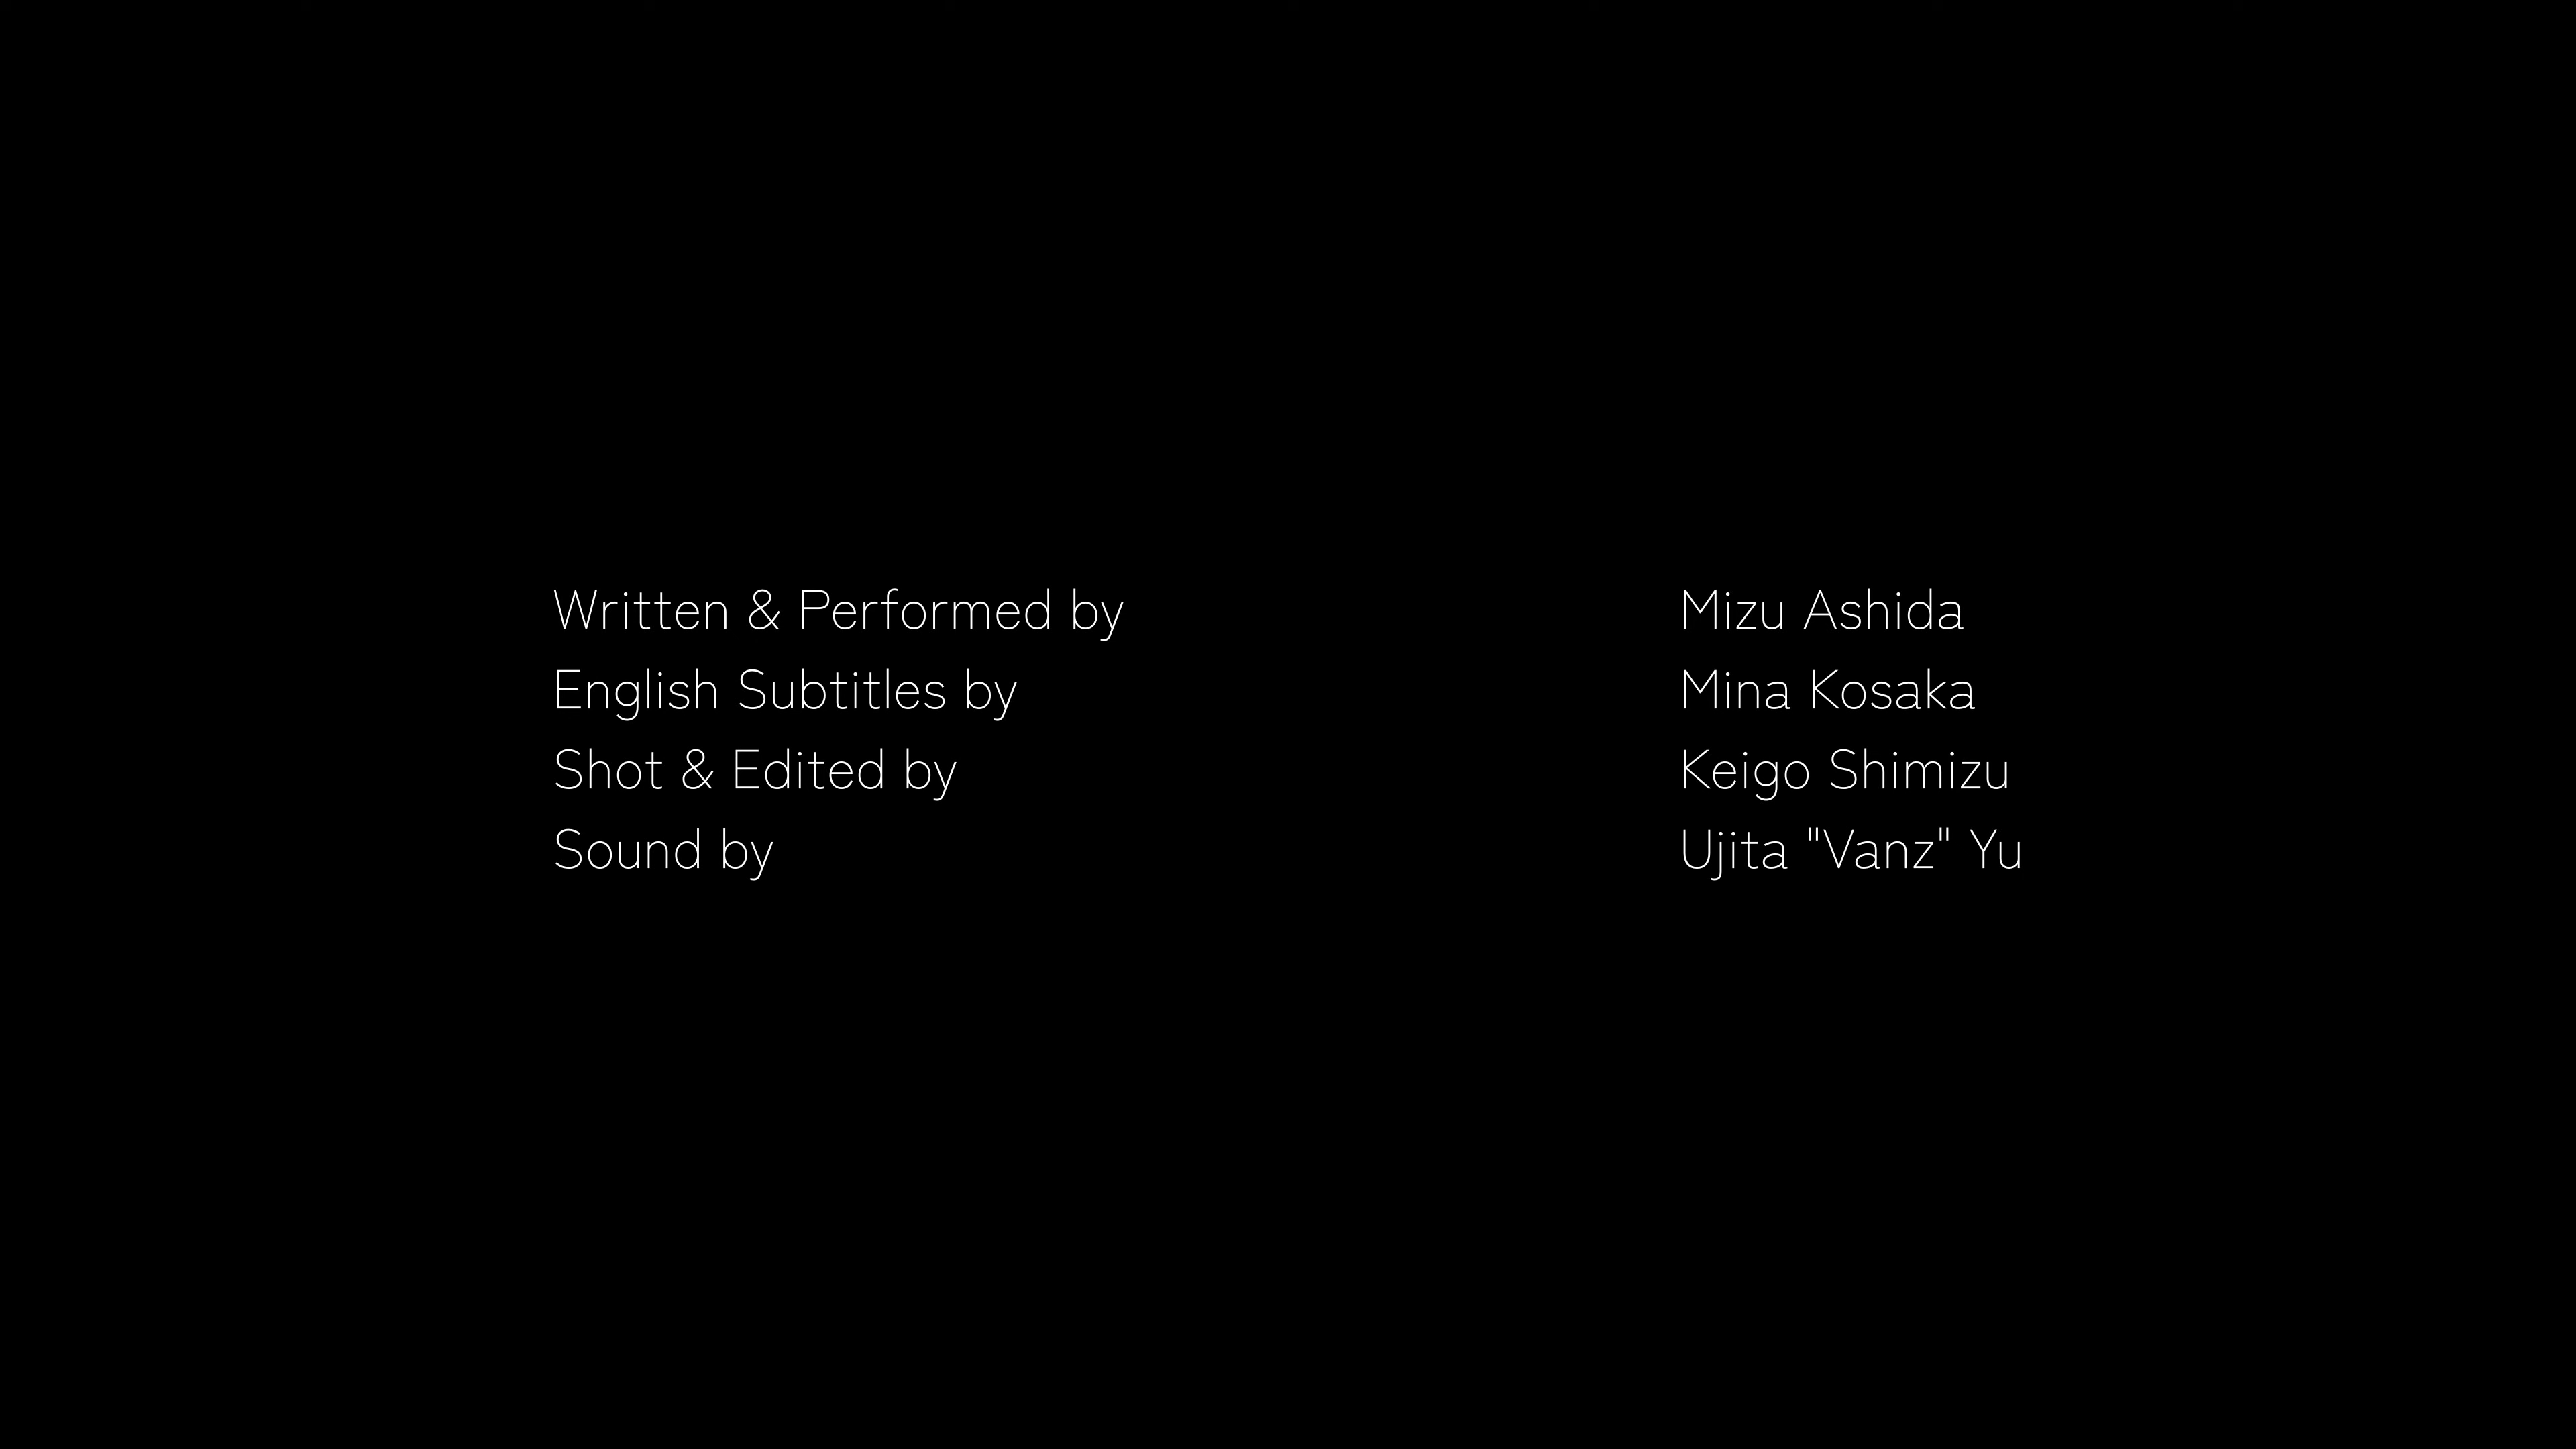 Written & Performed by Mizu Ashida
English Subtitles by Mina Kosaka
Shot & Edited by Keigo Shimizu
Sound by Ujita "Vanz" Yu